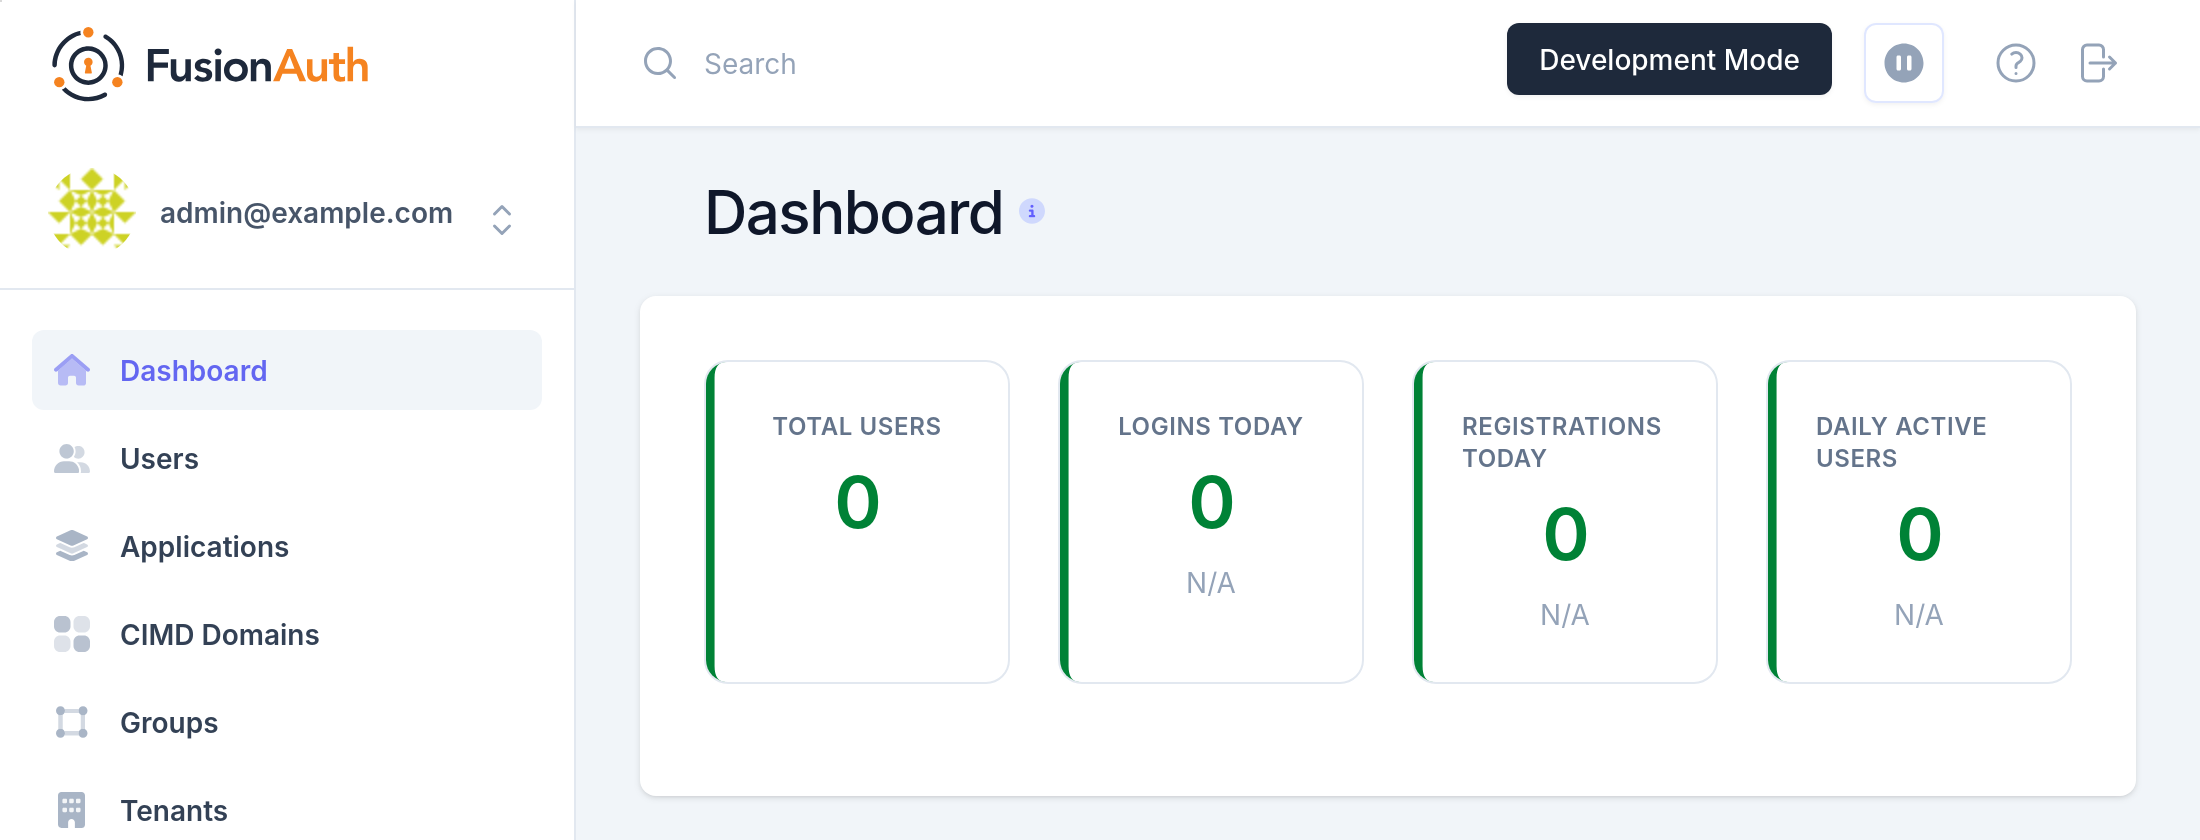 FusionAuth
Search
Development Mode
admin@example.com
Dashboard
Users
Applications
CIMD Domains
Groups
Tenants
Dashboard
TOTAL USERS
0
LOGINS TODAY
0
N/A
REGISTRATIONS
TODAY
0
N/A
DAILY ACTIVE
USERS
0
N/A